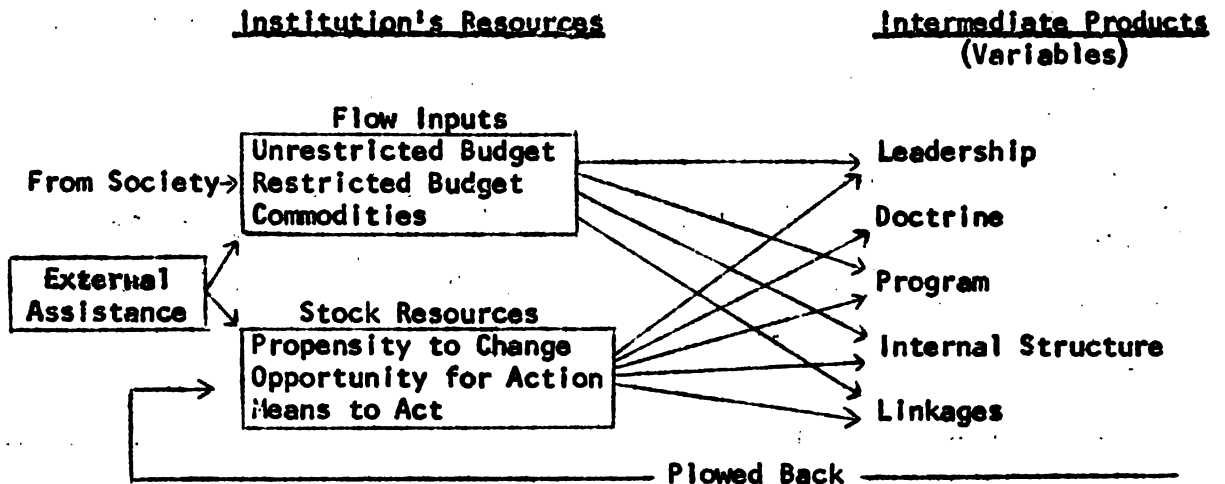 Institution's Resources
Intermediate Products
(Variables)
Flow Inputs
Unrestricted Budget
Restricted Budget
Commodities
From Society
External
Assistance
Stock Resources
Propensity to Change
Opportunity for Action
Means to Act
Leadership
Doctrine
Program
Internal Structure
Linkages
Plowed Back